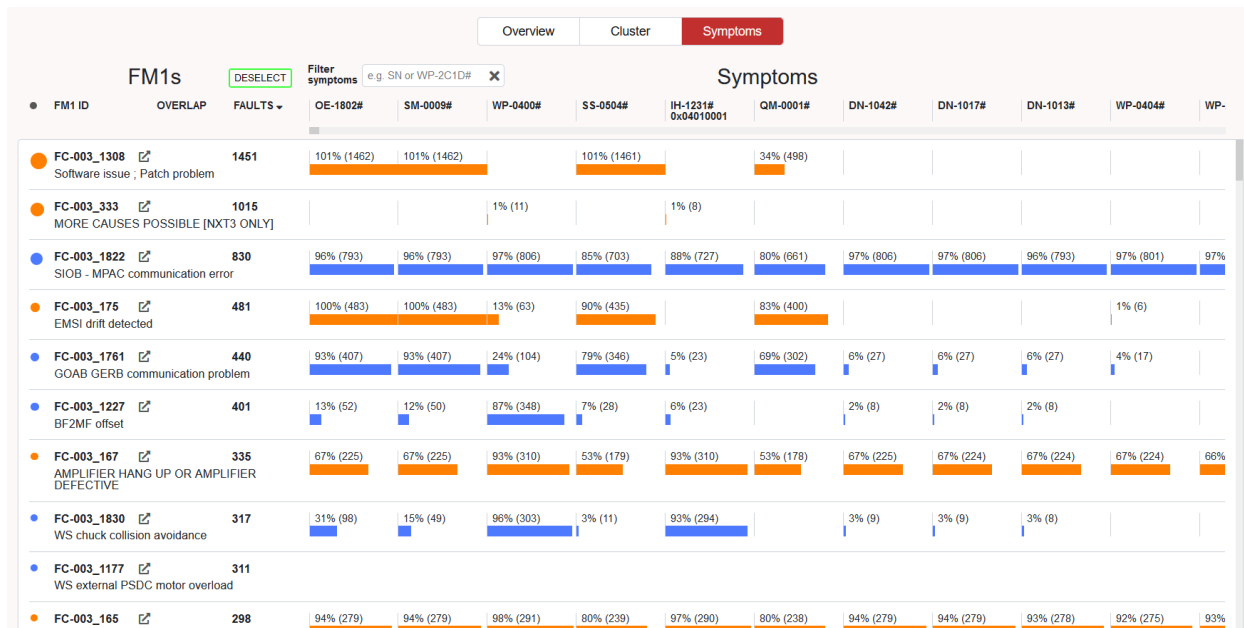 Overview Cluster Symptoms
FM1s DESELECT Filter symptoms e.g. SN or WP-2C1D# Symptoms
FM1 ID OVERLAP FAULTS OE-1802# SM-0009# WP-0400# SS-0504# IH-1231# 0x04010001 QM-0001# DN-1042# DN-1017# DN-1013# WP-0404# WP-
FC-003_1308 1451 101% (1462) 101% (1462) 101% (1461) 34% (498)
Software issue ; Patch problem
FC-003_333 1015 1% (11) 1% (8)
MORE CAUSES POSSIBLE [NXT3 ONLY]
FC-003_1822 830 96% (793) 96% (793) 97% (806) 85% (703) 88% (727) 80% (661) 97% (806) 97% (806) 96% (793) 97% (801) 97%
SIOB - MPAC communication error
FC-003_175 481 100% (483) 100% (483) 13% (63) 90% (435) 83% (400) 1% (6)
EMSI drift detected
FC-003_1761 440 93% (407) 93% (407) 24% (104) 79% (346) 5% (23) 69% (302) 6% (27) 6% (27) 6% (27) 4% (17)
GOAB GERB communication problem
FC-003_1227 401 13% (52) 12% (50) 87% (348) 7% (28) 6% (23) 2% (8) 2% (8) 2% (8)
BF2MF offset
FC-003_167 335 67% (225) 67% (225) 93% (310) 53% (179) 93% (310) 53% (178) 67% (225) 67% (224) 67% (224) 67% (224) 66%
AMPLIFIER HANG UP OR AMPLIFIER
DEFECTIVE
FC-003_1830 317 31% (98) 15% (49) 96% (303) 3% (11) 93% (294) 3% (9) 3% (9) 3% (8)
WS chuck collision avoidance
FC-003_1177 311
WS external PSDC motor overload
FC-003_165 298 94% (279) 94% (279) 98% (291) 80% (239) 97% (290) 80% (238) 94% (279) 94% (279) 93% (278) 92% (275) 93%